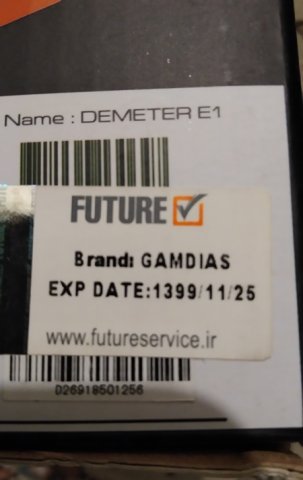 Name : DEMETER E1
FUTURE
Brand: GAMDIAS
EXP DATE:1399/11/25
www.futureservice.ir
026918501256